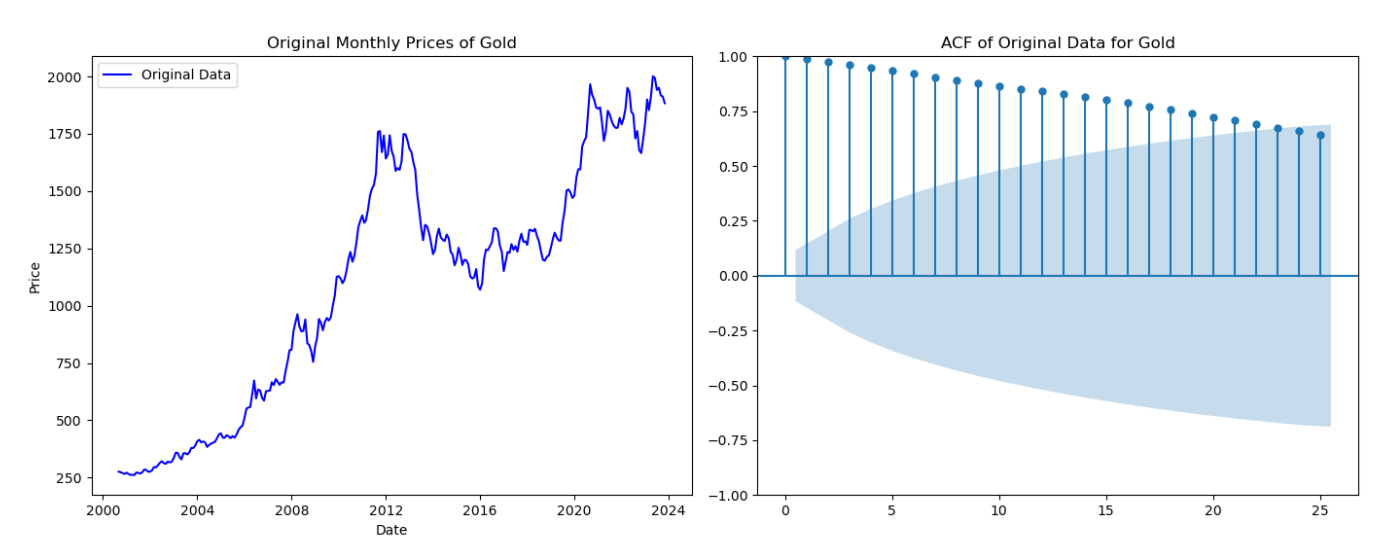 Original Monthly Prices of Gold
Original Data
Price
2000
1750
1500
1250
1000
750
500
250
2000 2004 2008 2012 2016 2020 2024
Date
ACF of Original Data for Gold
1.00
0.75
0.50
0.25
0.00
−0.25
−0.50
−0.75
−1.00
0 5 10 15 20 25